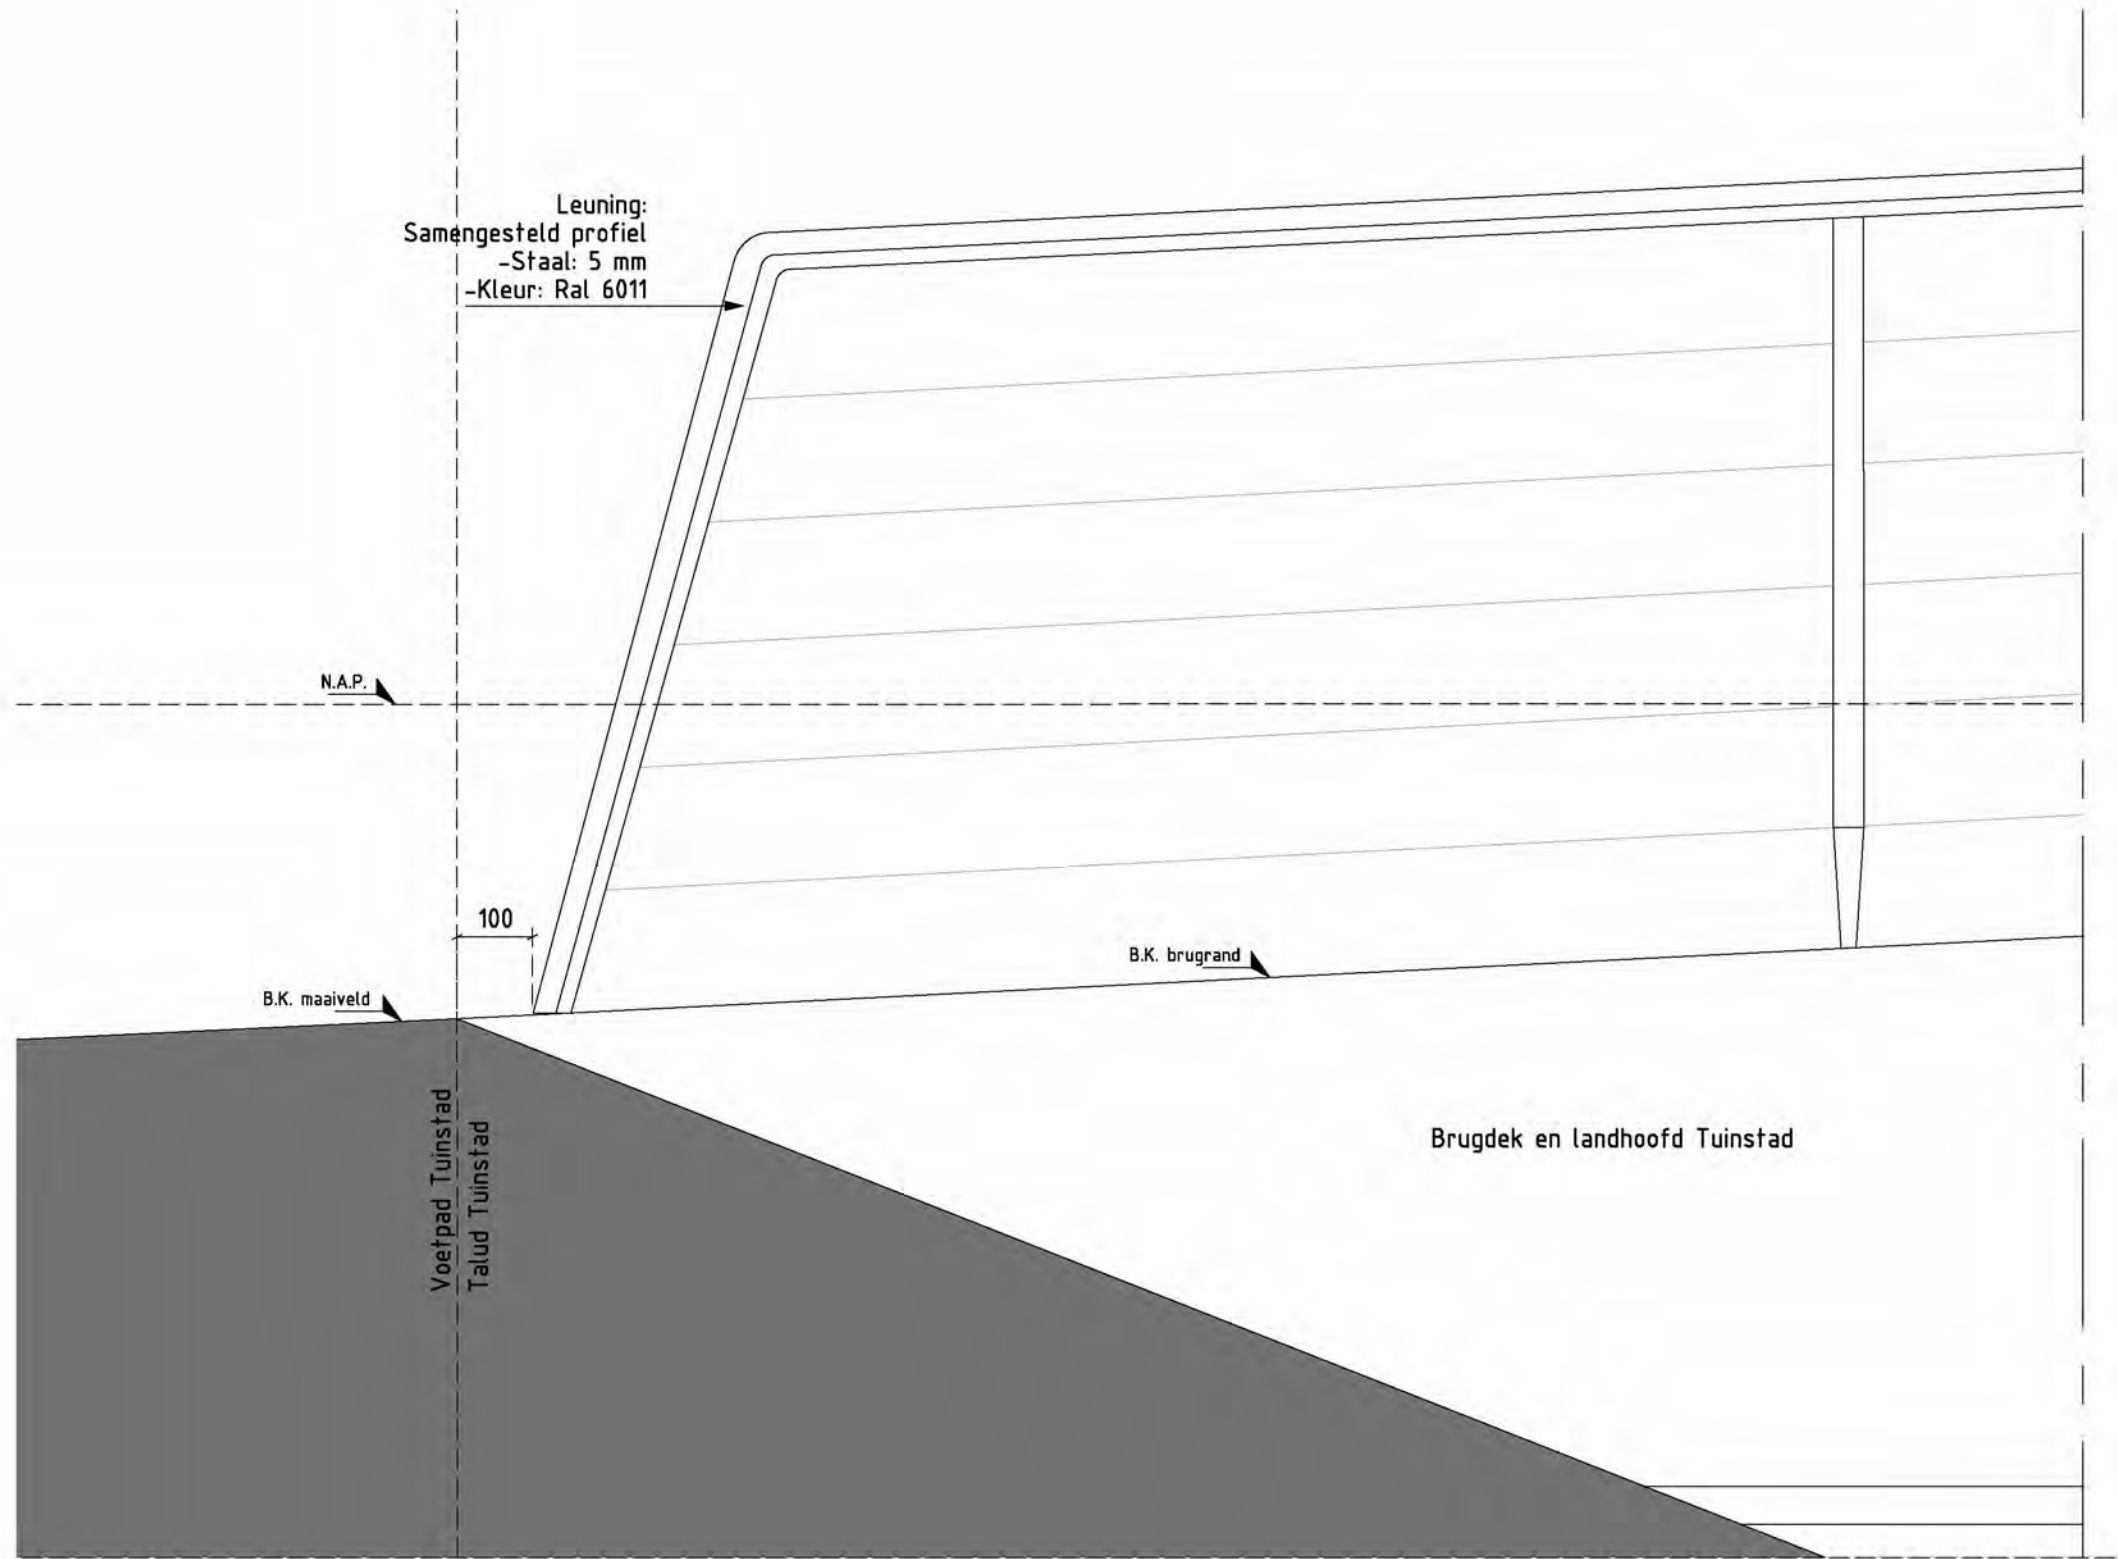 Leuning:
Samengesteld profiel
-Staal: 5 mm
-Kleur: Ral 6011
N.A.P.
100
B.K. brugrand
B.K. maaiveld
Voetpad Tuinstad
Talud Tuinstad
Brugdek en landhoofd Tuinstad